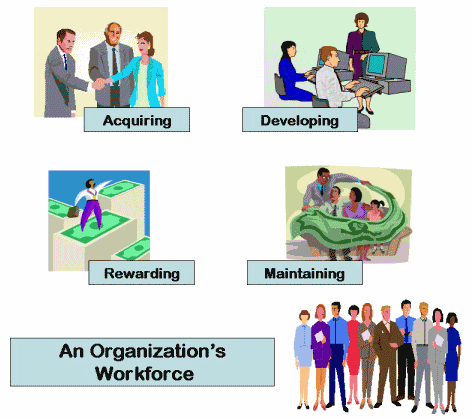 Acquiring
Developing
Rewarding
Maintaining
An Organization's
Workforce